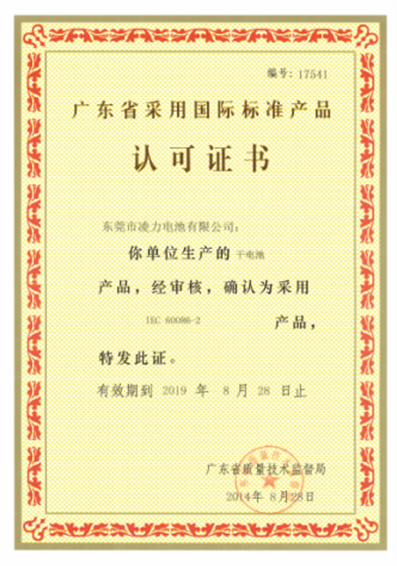 编号：17541
广东省采用国际标准产品
认可证书
东莞市凌力电池有限公司：
你单位生产的 干电池
产品，经审核，确认为采用
IEC 60086-2 产品，
特发此证。
有效期到 2019 年 8 月 28 日止
广东省质量技术监督局
2014年 8月28日